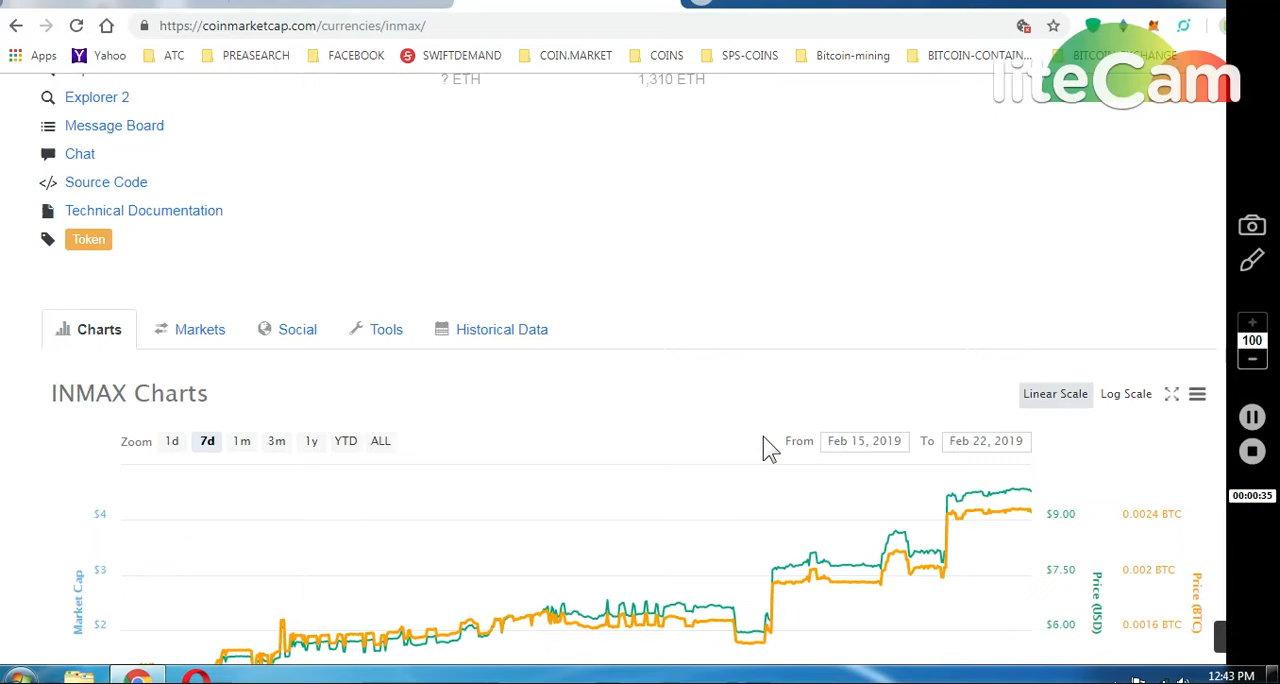 https://coinmarketcap.com/currencies/inmax/
Apps Yahoo ATC PREASEARCH FACEBOOK SWIFTDEMAND COIN.MARKET COINS SPS-COINS Bitcoin-mining BITCOIN-CONTAIN... BITCOIN-EXCHANGE
liteCam
? ETH 1,310 ETH
Explorer 2
Message Board
Chat
</> Source Code
Technical Documentation
Token
Charts Markets Social Tools Historical Data
100
INMAX Charts
Linear Scale Log Scale
Zoom 1d 7d 1m 3m 1y YTD ALL From Feb 15, 2019 To Feb 22, 2019
00:00:35
$4 $9.00 0.0024 BTC
$3 $7.50 0.002 BTC
$2 $6.00 0.0016 BTC
Market Cap
Price (USD)
Price (BTC)
12:43 PM